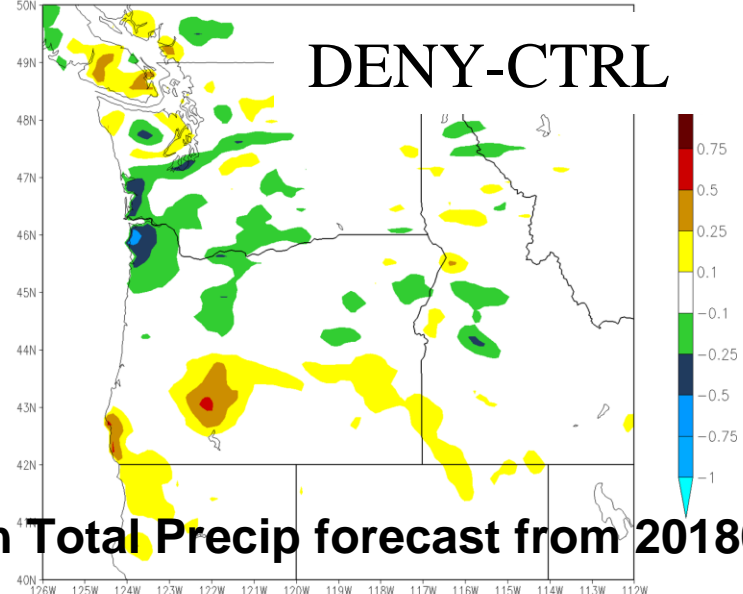 50N
DENY-CTRL
49N
48N
0.75
47N
0.5
46N
0.25
0.1
45N
-0.1
44N
-0.25
43N
-0.5
-0.75
42N
-1
Total Precip forecast from
40N
126W 125W 124W 123W 122W 121W 120W 119W 118W 117W 116W 115W 114W 113W 112W